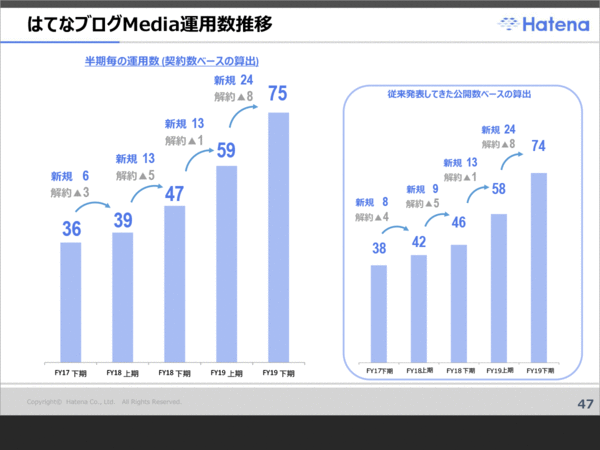 はてなブログMedia運用数推移
Hatena
半期毎の運用数 (契約数ベースの算出)
新規 24
解約▲8
75
新規 13
解約▲1
59
新規 13
解約▲5
47
新規 6
解約▲3
39
36
FY17 下期
FY18 上期
FY18 下期
FY19 上期
FY19 下期
従来発表してきた公開数ベースの算出
新規 24
解約▲8
74
新規 13
解約▲1
58
新規 9
解約▲5
46
新規 8
解約▲4
42
38
FY17下期
FY18上期
FY18 下期
FY19上期
FY19下期
Copyright© Hatena Co., Ltd. All Rights Reserved.
47